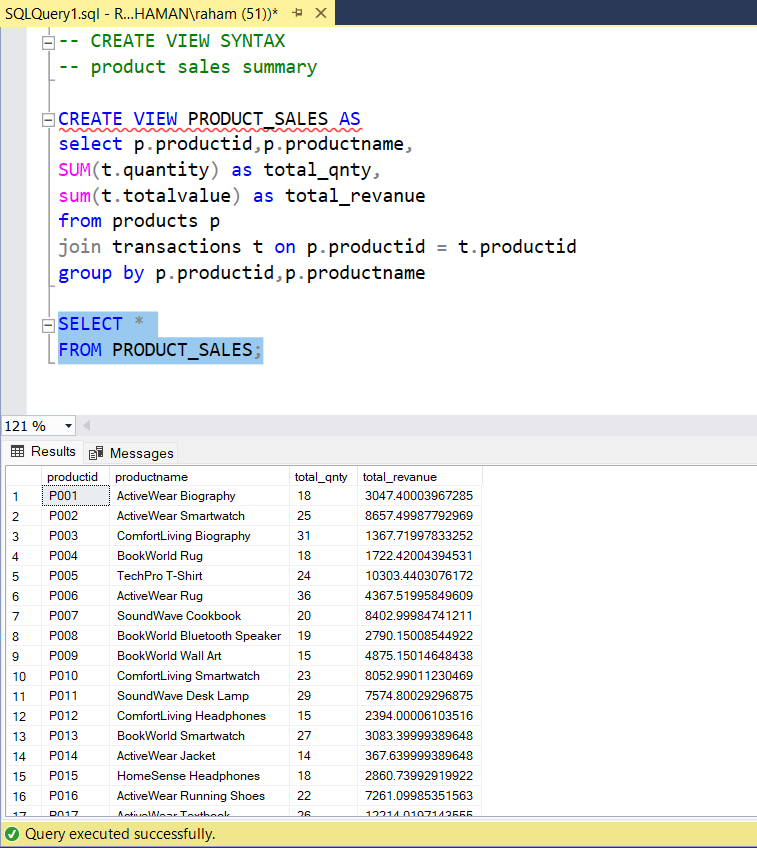 SQLQuery1.sql - R...HAMAN\raham (51))*
-- CREATE VIEW SYNTAX
-- product sales summary
CREATE VIEW PRODUCT_SALES AS
select p.productid,p.productname,
SUM(t.quantity) as total_qnty,
sum(t.totalvalue) as total_revanue
from products p
join transactions t on p.productid = t.productid
group by p.productid,p.productname
SELECT *
FROM PRODUCT_SALES;
121 %
Results Messages
productid productname total_qnty total_revanue
1 P001 ActiveWear Biography 18 3047.40003967285
2 P002 ActiveWear Smartwatch 25 8657.49987792969
3 P003 ComfortLiving Biography 31 1367.71997833252
4 P004 BookWorld Rug 18 1722.42004394531
5 P005 TechPro T-Shirt 24 10303.4403076172
6 P006 ActiveWear Rug 36 4367.51995849609
7 P007 SoundWave Cookbook 20 8402.99984741211
8 P008 BookWorld Bluetooth Speaker 19 2790.15008544922
9 P009 BookWorld Wall Art 15 4875.15014648438
10 P010 ComfortLiving Smartwatch 23 8052.99011230469
11 P011 SoundWave Desk Lamp 29 7574.80029296875
12 P012 ComfortLiving Headphones 15 2394.00006103516
13 P013 BookWorld Smartwatch 27 3083.39999389648
14 P014 ActiveWear Jacket 14 367.639999389648
15 P015 HomeSense Headphones 18 2860.73992919922
16 P016 ActiveWear Running Shoes 22 7261.09985351563
17 P017 ActiveWear Textbook 26 12214.0197143555
Query executed successfully.